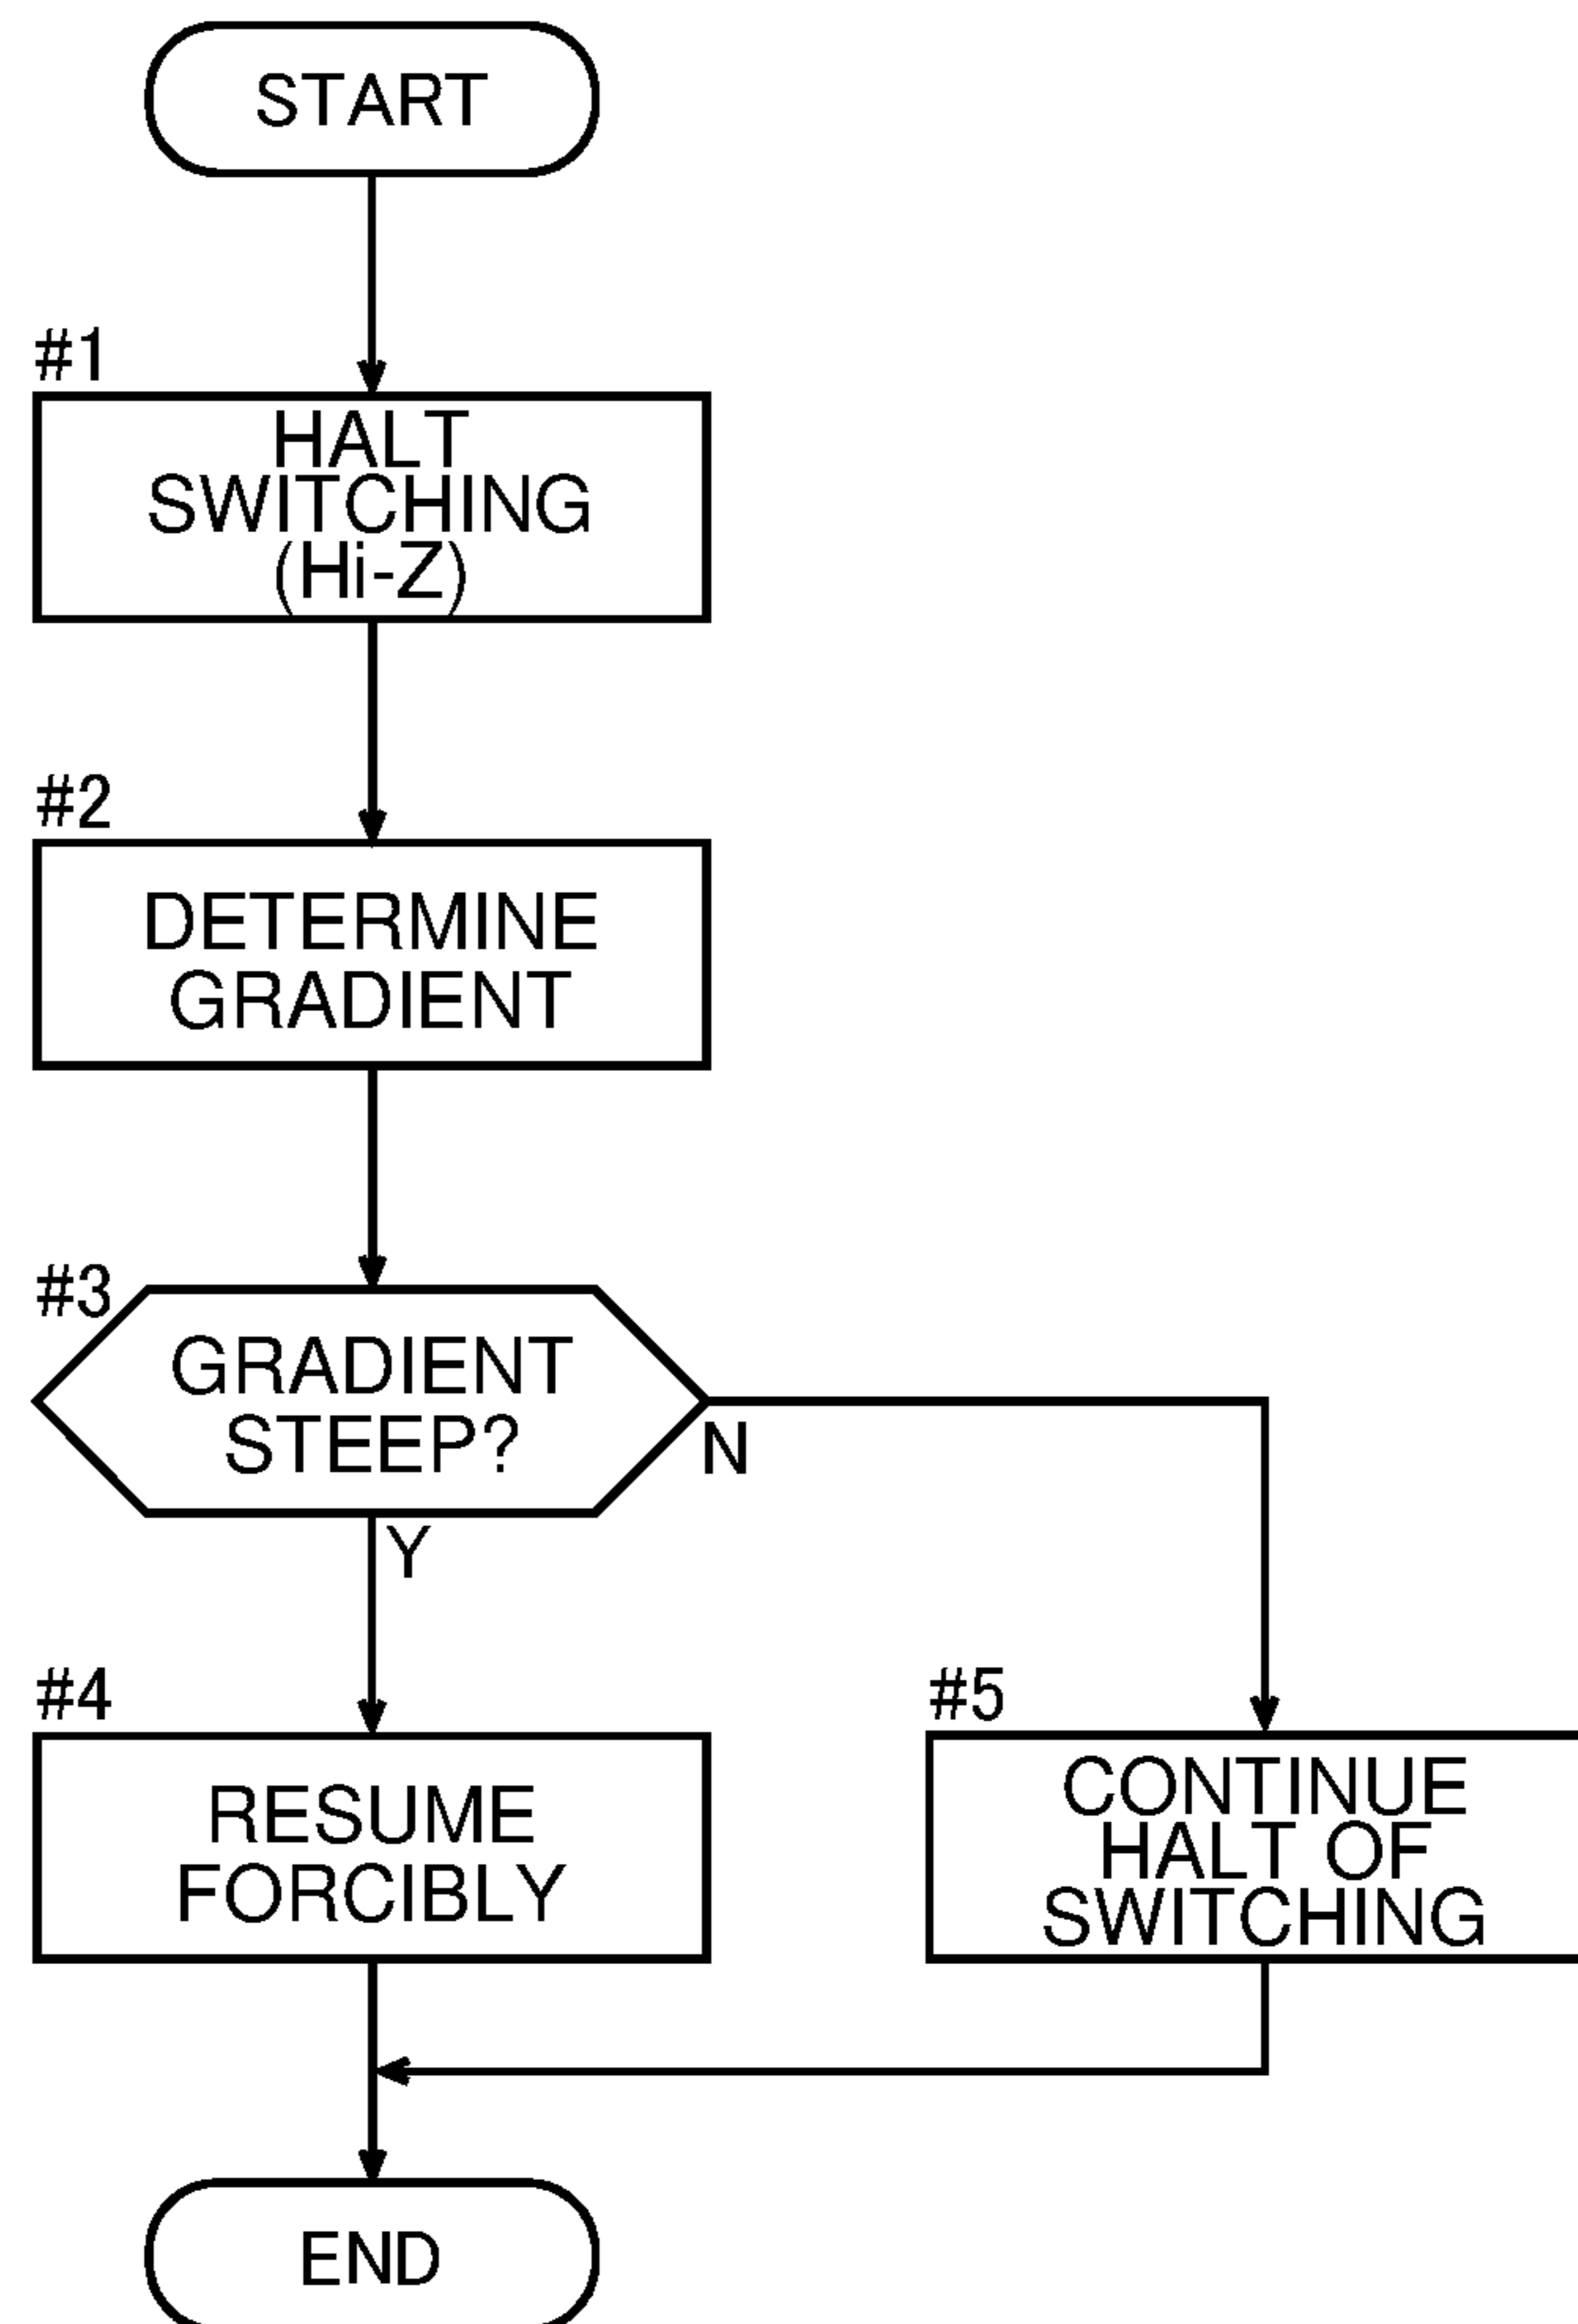 START
#1
HALT
SWITCHING
(Hi-Z)
#2
DETERMINE
GRADIENT
#3
GRADIENT
STEEP?
N
Y
#4
RESUME
FORCIBLY
#5
CONTINUE
HALT OF
SWITCHING
END